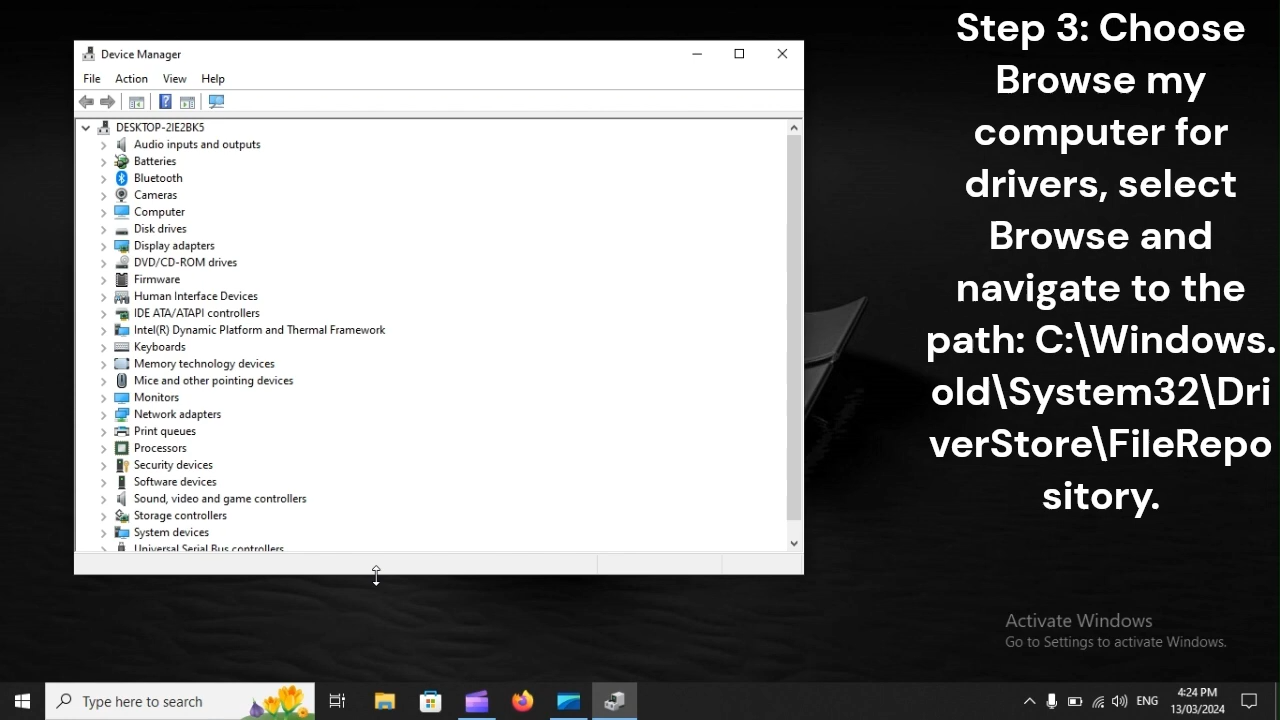 Device Manager
File Action View Help
DESKTOP-2IE2BK5
Audio inputs and outputs
Batteries
Bluetooth
Cameras
Computer
Disk drives
Display adapters
DVD/CD-ROM drives
Firmware
Human Interface Devices
IDE ATA/ATAPI controllers
Intel(R) Dynamic Platform and Thermal Framework
Keyboards
Memory technology devices
Mice and other pointing devices
Monitors
Network adapters
Print queues
Processors
Security devices
Software devices
Sound, video and game controllers
Storage controllers
System devices
Universal Serial Bus controllers
Step 3: Choose
Browse my
computer for
drivers, select
Browse and
navigate to the
path: C:\Windows.
old\System32\Dri
verStore\FileRepo
sitory.
Activate Windows
Go to Settings to activate Windows.
Type here to search
ENG
4:24 PM
13/03/2024